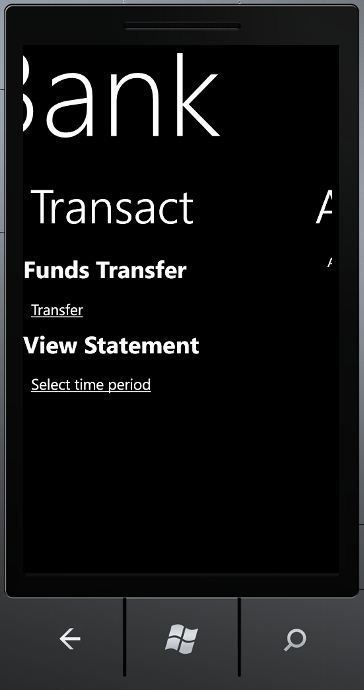 Bank
Transact
Funds Transfer
Transfer
View Statement
Select time period